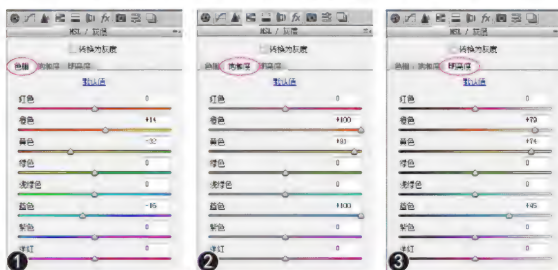 HSL / 灰度
转换为灰度
色相 饱和度 明亮度
默认值
红色 0
橙色 +14
黄色 -32
绿色 0
浅绿色 0
蓝色 -16
紫色 0
洋红 0
1
HSL / 灰度
转换为灰度
色相 饱和度 明亮度
默认值
红色 0
橙色 +100
黄色 +81
绿色 0
浅绿色 0
蓝色 +100
紫色 0
洋红 0
2
HSL / 灰度
转换为灰度
色相 饱和度 明亮度
默认值
红色 0
橙色 +79
黄色 +74
绿色 0
浅绿色 0
蓝色 +45
紫色 0
洋红 0
3